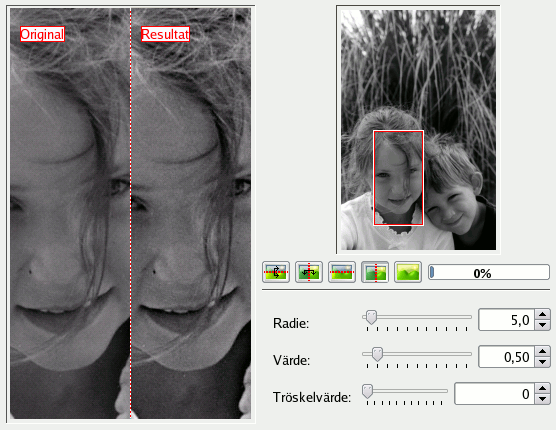 Original
Resultat
0%
Radie:
5,0
Värde:
0,50
Tröskelvärde:
0